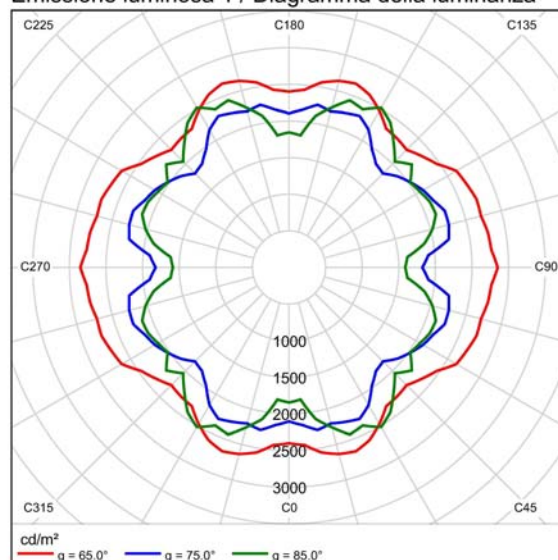 Emissione luminosa 1 / Diagramma della luminanza
C225
C180
C135
C270
C90
1000
1500
2000
2500
3000
C315
C0
C45
cd/m²
g = 65.0°
g = 75.0°
g = 85.0°